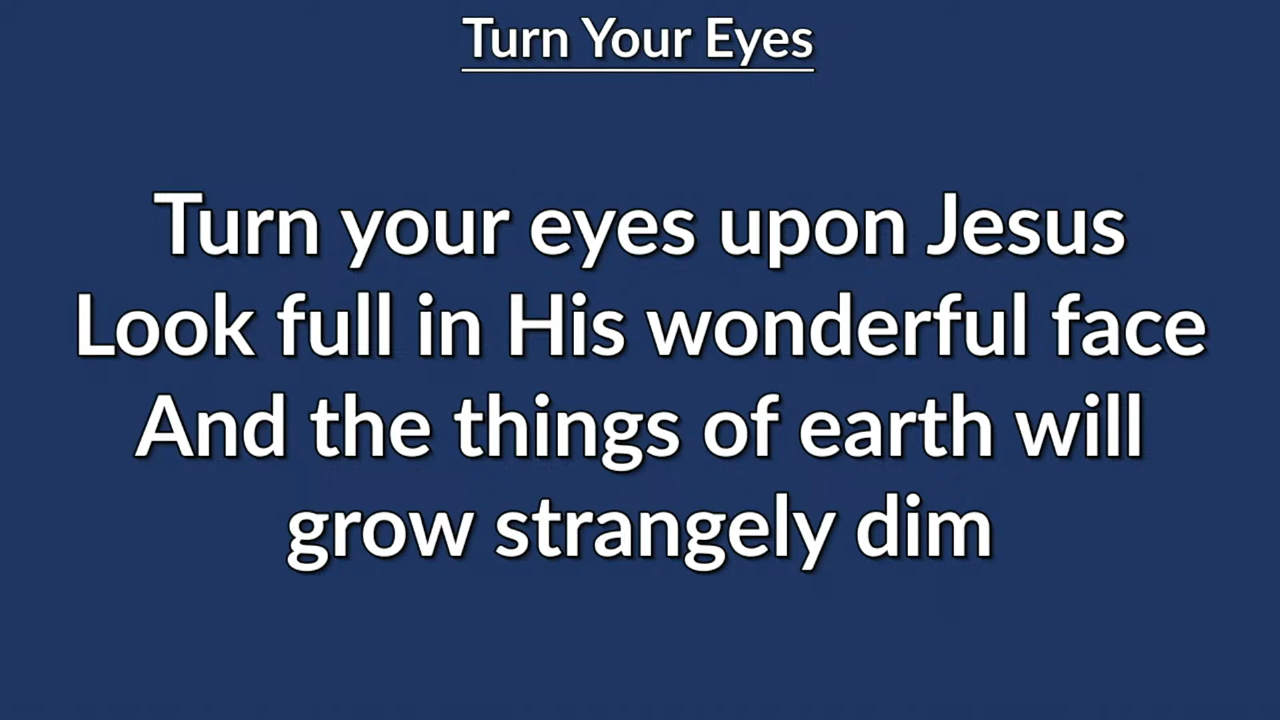 Turn Your Eyes
Turn your eyes upon Jesus
Look full in His wonderful face
And the things of earth will
grow strangely dim